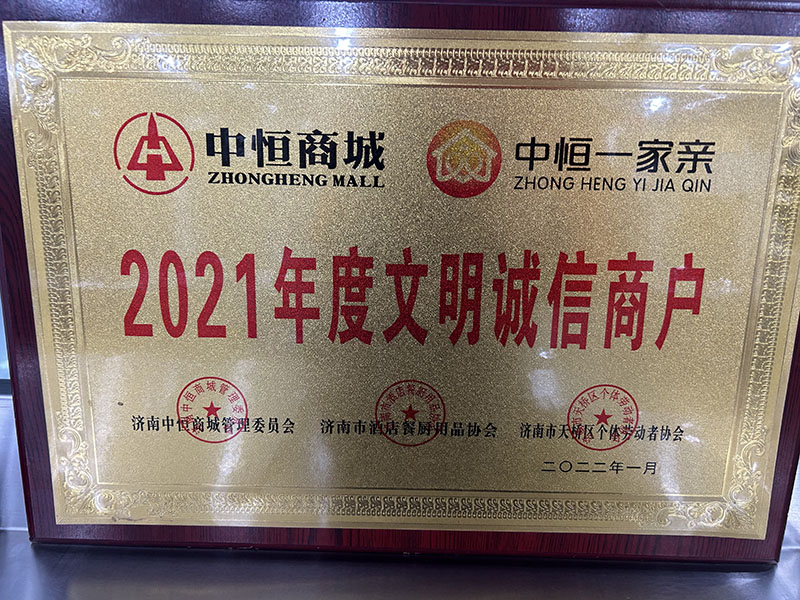 中恒商城
ZHONGHENG MALL
中恒一家亲
ZHONG HENG YI JIA QIN
2021年度文明诚信商户
济南中恒商城管理委员会
济南市酒店餐厨用品协会
济南市天桥区个体劳动者协会
二〇二二年一月